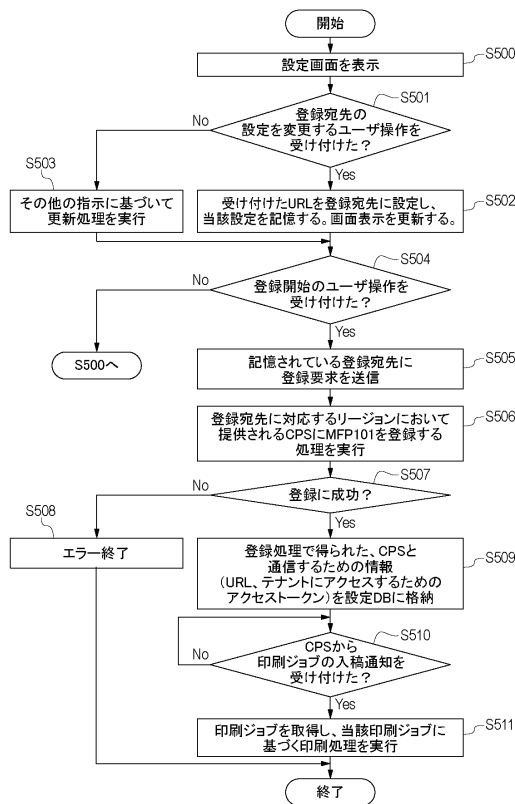 開始
S500
設定画面を表示
S501
登録宛先の
設定を変更するユーザ操作を
受け付けた？
No
Yes
S503
その他の指示に基づいて
更新処理を実行
S502
受け付けたURLを登録宛先に設定し、
当該設定を記憶する。画面表示を更新する。
S504
登録開始のユーザ操作を
受け付けた？
No
Yes
S500へ
S505
記憶されている登録宛先に
登録要求を送信
S506
登録宛先に対応するリージョンにおいて
提供されるCPSにMFP101を登録する
処理を実行
S507
登録に成功？
No
Yes
S508
エラー終了
S509
登録処理で得られた、CPSと
通信するための情報
（URL、テナントにアクセスするための
アクセストークン）を設定DBに格納
S510
CPSから
印刷ジョブの入稿通知を
受け付けた？
No
Yes
S511
印刷ジョブを取得し、当該印刷ジョブに
基づく印刷処理を実行
終了